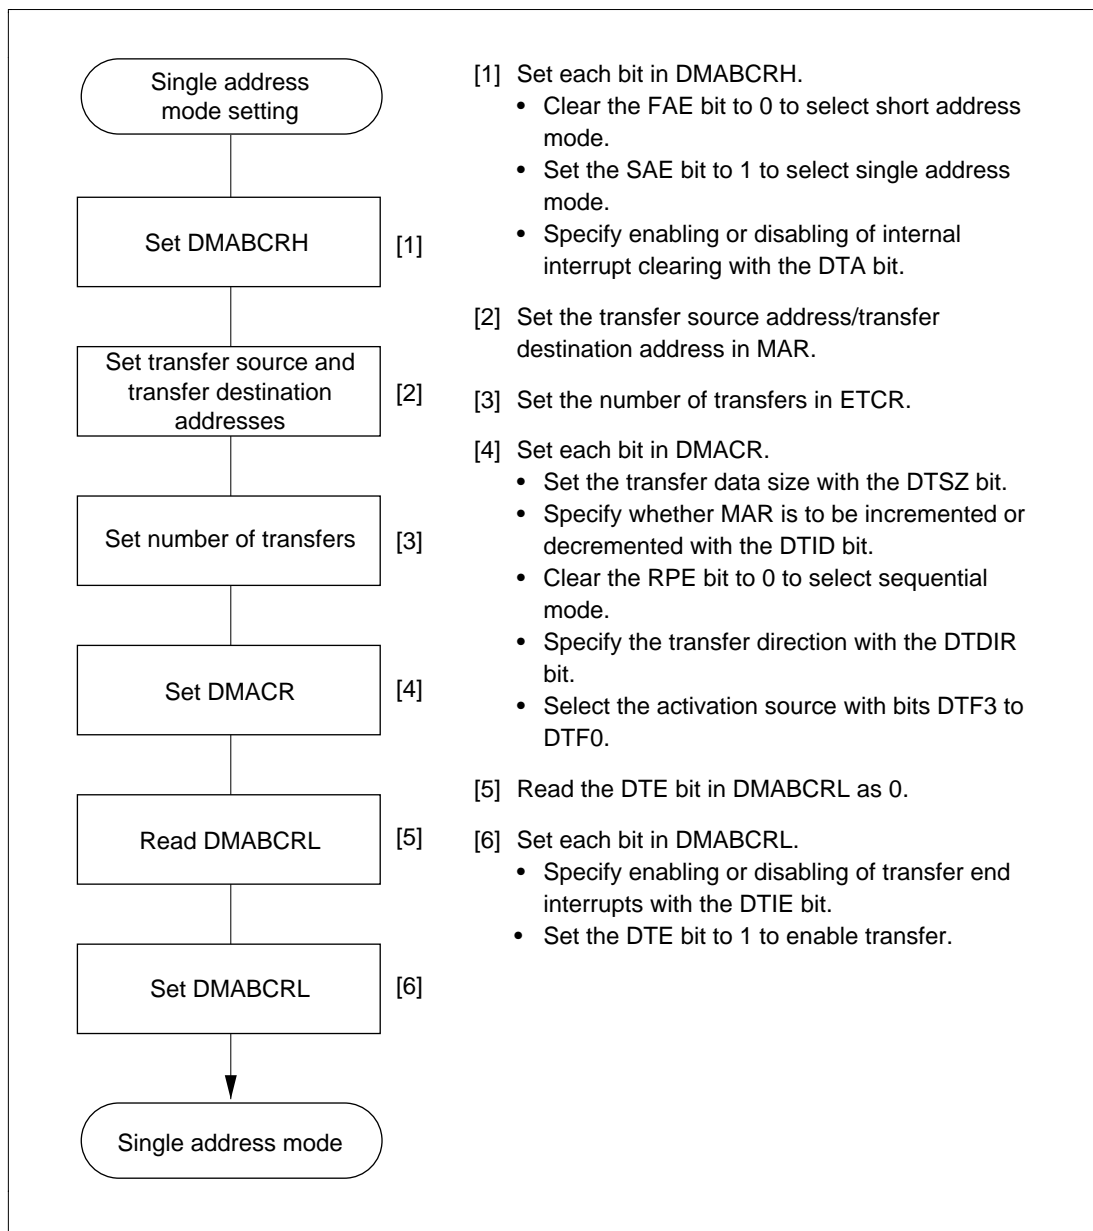 Single address
mode setting
Set DMABCRH
[1]
Set transfer source and
transfer destination
addresses
[2]
Set number of transfers
[3]
Set DMACR
[4]
Read DMABCRL
[5]
Set DMABCRL
[6]
Single address mode
[1] Set each bit in DMABCRH.
• Clear the FAE bit to 0 to select short address
mode.
• Set the SAE bit to 1 to select single address
mode.
• Specify enabling or disabling of internal
interrupt clearing with the DTA bit.
[2] Set the transfer source address/transfer
destination address in MAR.
[3] Set the number of transfers in ETCR.
[4] Set each bit in DMACR.
• Set the transfer data size with the DTSZ bit.
• Specify whether MAR is to be incremented or
decremented with the DTID bit.
• Clear the RPE bit to 0 to select sequential
mode.
• Specify the transfer direction with the DTDIR
bit.
• Select the activation source with bits DTF3 to
DTF0.
[5] Read the DTE bit in DMABCRL as 0.
[6] Set each bit in DMABCRL.
• Specify enabling or disabling of transfer end
interrupts with the DTIE bit.
• Set the DTE bit to 1 to enable transfer.